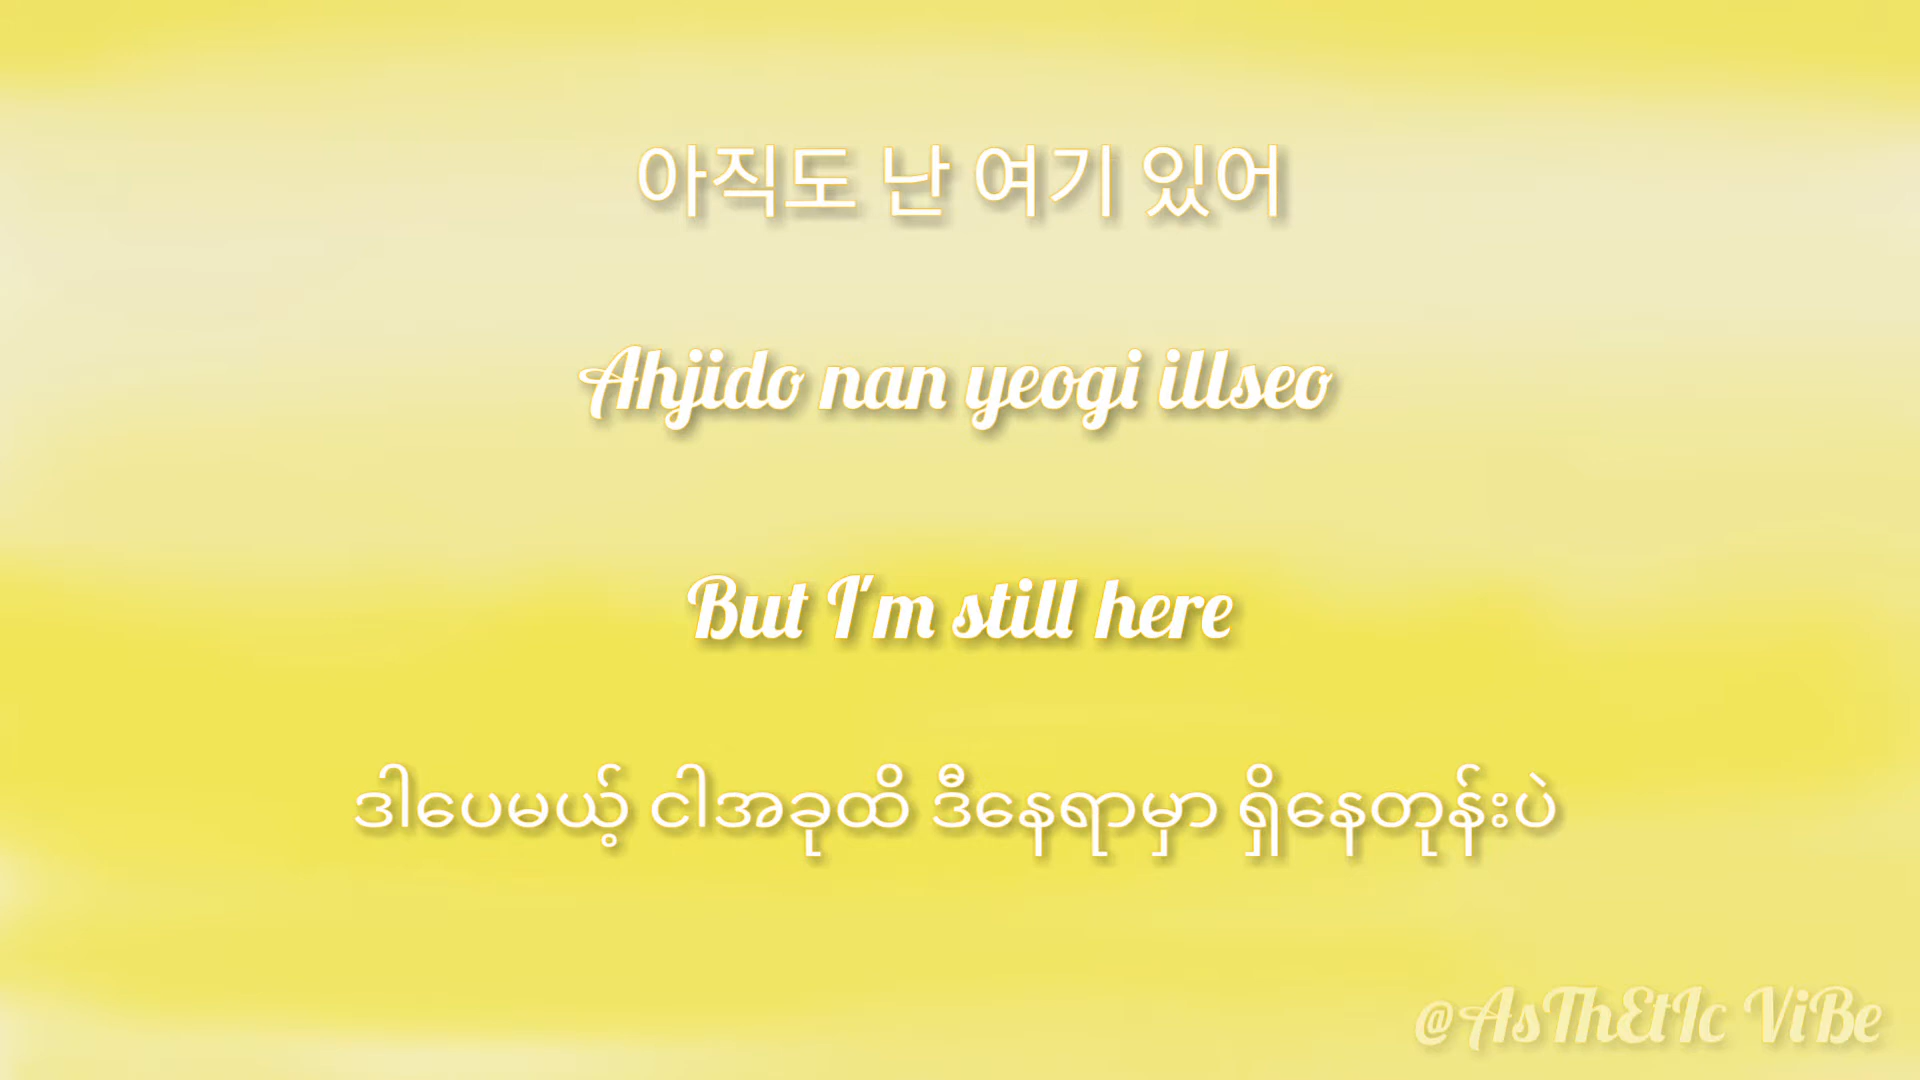 아직도 난 여기 있어
Ahjido nan yeogi illseo
But I'm still here
ဒါပေမယ့် ငါအခုထိ ဒီနေရာမှာ ရှိနေတုန်းပဲ
@AsThEtIc ViBe